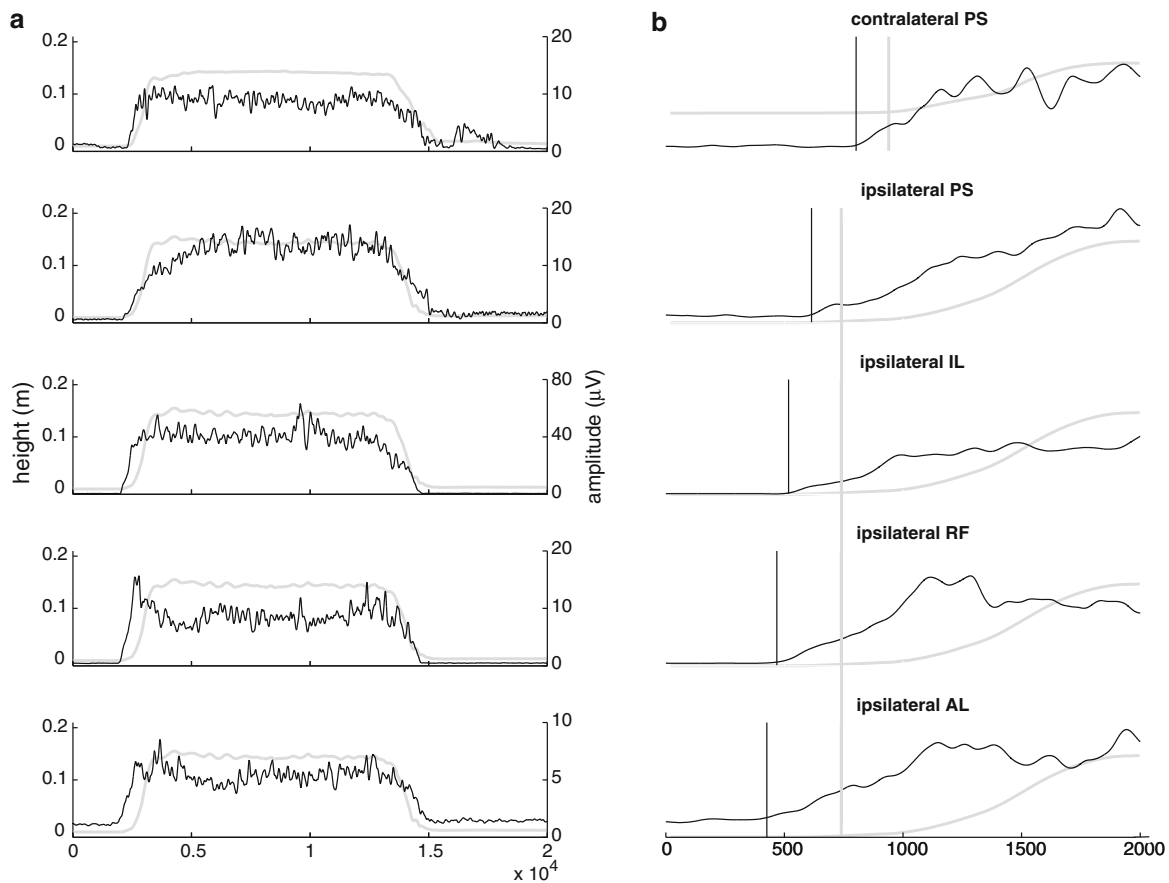 a
b
contralateral PS
0.2
0.1
0
20
10
0
ipsilateral PS
0.2
0.1
0
20
10
0
ipsilateral IL
0.2
0.1
0
80
40
0
height (m)
amplitude (μV)
ipsilateral RF
0.2
0.1
0
20
10
0
ipsilateral AL
0.2
0.1
0
10
5
0
0 5 10 1.5 2
x 10⁴
0 500 1000 1500 2000